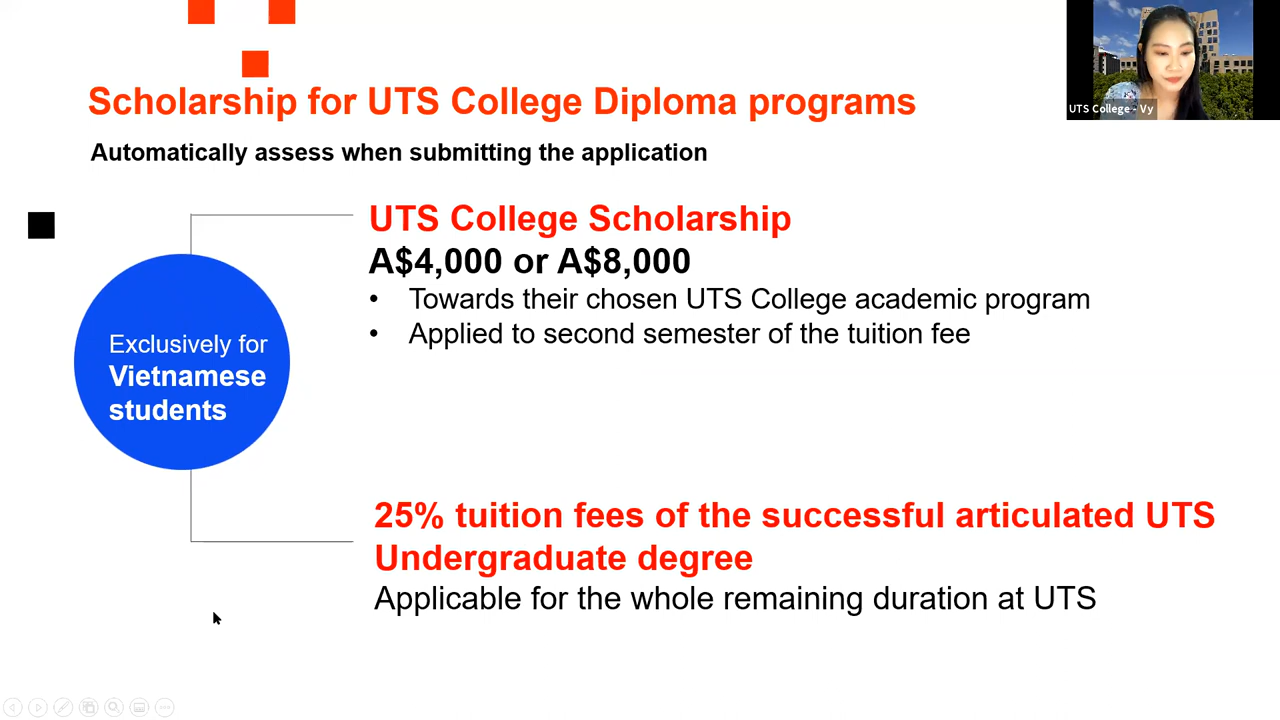 Scholarship for UTS College Diploma programs
UTS College - Vy
Automatically assess when submitting the application
UTS College Scholarship
A$4,000 or A$8,000
• Towards their chosen UTS College academic program
• Applied to second semester of the tuition fee
Exclusively for
Vietnamese
students
25% tuition fees of the successful articulated UTS
Undergraduate degree
Applicable for the whole remaining duration at UTS